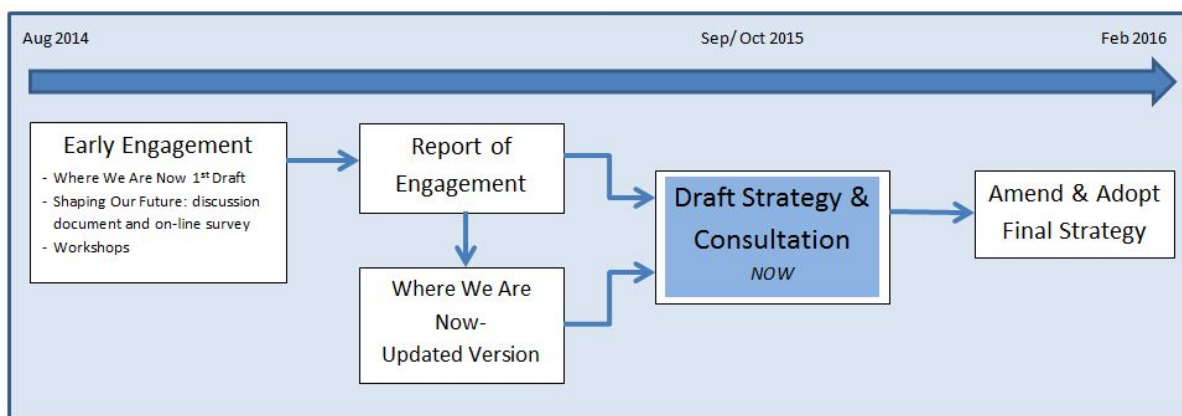 Aug 2014
Sep/ Oct 2015
Feb 2016
Early Engagement
- Where We Are Now 1st Draft
- Shaping Our Future: discussion
document and on-line survey
- Workshops
Report of
Engagement
Where We Are
Now-
Updated Version
Draft Strategy &
Consultation
NOW
Amend & Adopt
Final Strategy